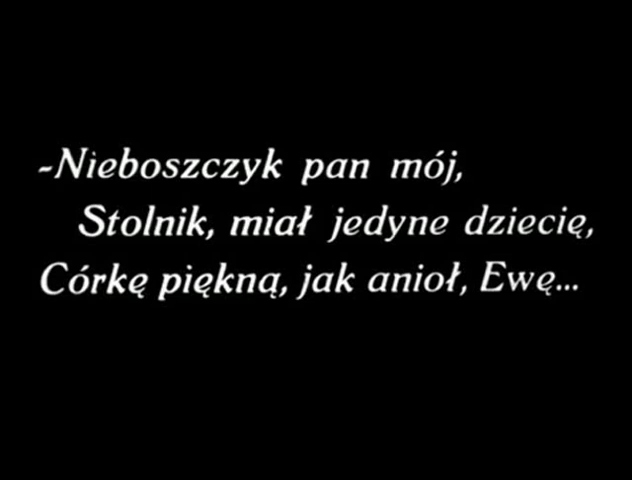 -Nieboszczyk pan mój,
Stolnik, miał jedyne dziecię,
Córkę piękną, jak anioł, Ewę...